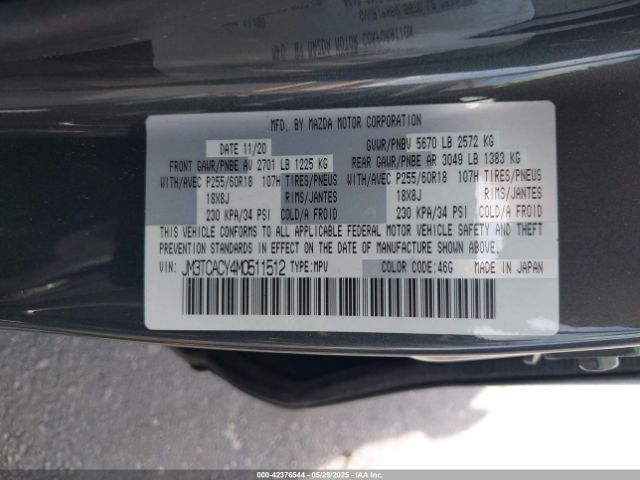 MFD. BY MAZDA MOTOR CORPORATION
DATE 11/20 GVWR/PNBV 5670 LB 2572 KG
FRONT GAWR/PNBE AV 2701 LB 1225 KG REAR GAWR/PNBE AR 3049 LB 1383 KG
WITH/AVEC P255/60R18 107H TIRES/PNEUS WITH/AVEC P255/60R18 107H TIRES/PNEUS
18X8J RIMS/JANTES 18X8J RIMS/JANTES
230 KPA/34 PSI COLD/A FROID 230 KPA/34 PSI COLD/A FROID
THIS VEHICLE CONFORMS TO ALL APPLICABLE FEDERAL MOTOR VEHICLE SAFETY AND THEFT
PREVENTION STANDARDS IN EFFECT ON THE DATE OF MANUFACTURE SHOWN ABOVE.
VIN: JM3TCACY4M0511512 TYPE:MPV COLOR CODE:46G MADE IN JAPAN
000-42376544 - 05/29/2025 - IAAI.COM